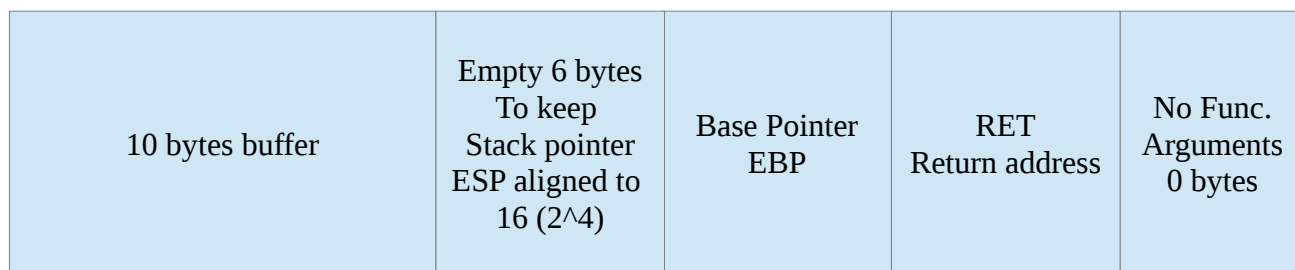 10 bytes buffer
Empty 6 bytes
To keep
Stack pointer
ESP aligned to
16 (2^4)
Base Pointer
EBP
RET
Return address
No Func.
Arguments
0 bytes